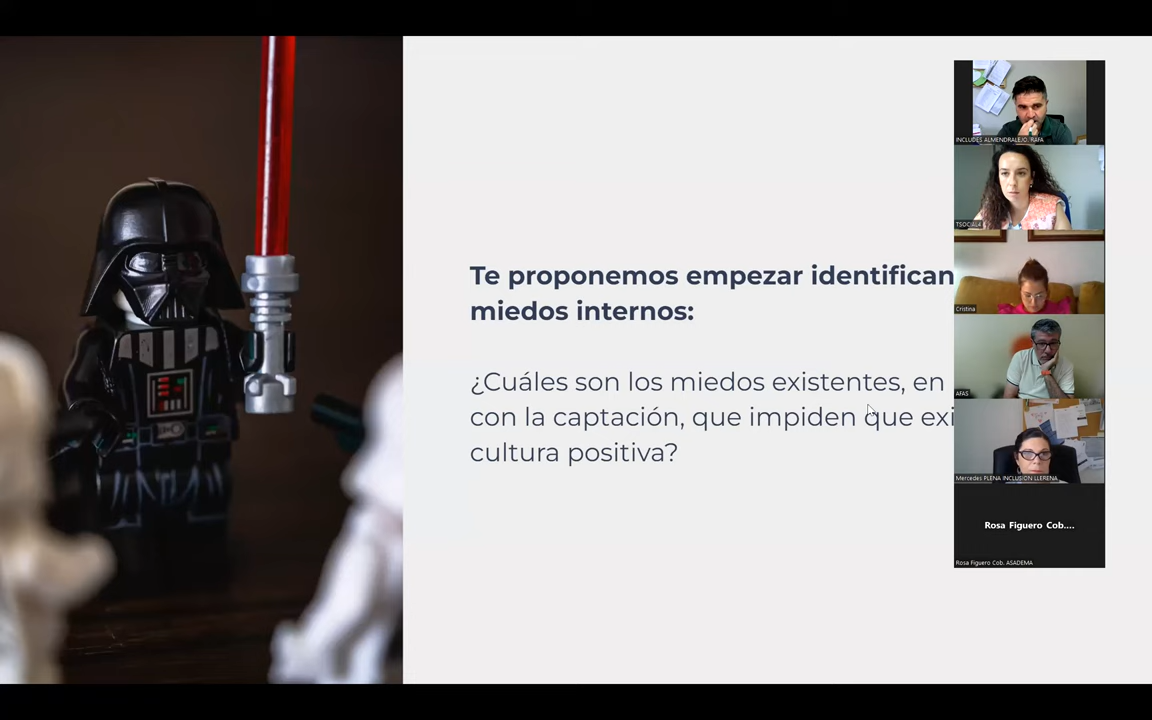 Te proponemos empezar identifican
miedos internos:
¿Cuáles son los miedos existentes, en
con la captación, que impiden que exi
cultura positiva?
INCLUDES ALMENDRALEJO. RAFA
TSOCIAL4
Cristina
AFAS
Mercedes PLENA INCLUSION LLERENA
Rosa Figuero Cob....
Rosa Figuero Cob. ASADEMA